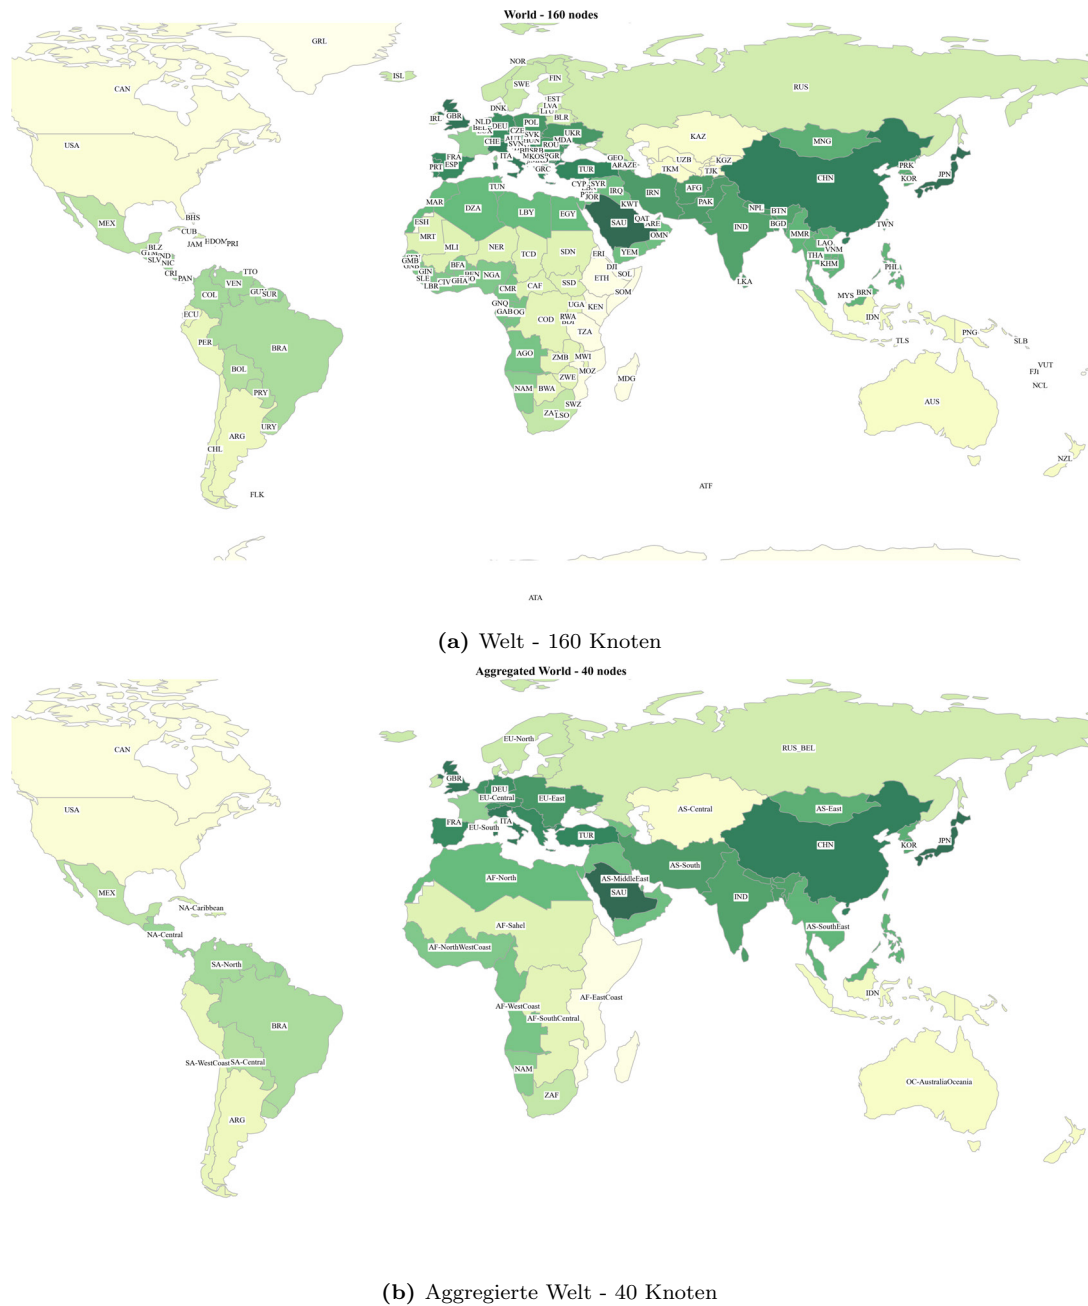 World - 160 nodes
GRL
CAN
ISL
NOR
SWE
FIN
RUS
USA
IRL
GBR
DNK
EST
LVA
BLR
NLD
DEU
POL
CZE
SVK
UKR
MDA
CHE
ROU
KAZ
MNG
FRA
PRT
ESP
ITA
GRC
TUR
GEO
UZB
KGZ
TKM
TJK
CHN
PRK
KOR
JPN
CYP
SYR
IRQ
IRN
AFG
JOR
KWT
PAK
MAR
TUN
DZA
LBY
EGY
SAU
QAT
ARE
OMN
NPL
BTN
IND
BGD
MMR
TWN
MEX
BHS
CUB
JAM
DOM
PRI
BLZ
SLV
NIC
CRI
PAN
TTO
ESH
MRT
MLI
NER
TCD
SDN
ERI
YEM
DJI
SOL
LAO
VNM
THA
KHM
PHL
GMB
GIN
SLE
LBR
BFA
GHA
NGA
CMR
CAF
SSD
ETH
SOM
LKA
MYS
BRN
VEN
SUR
COL
GNQ
GAB
COD
UGA
KEN
RWA
TZA
IDN
PNG
SLB
ECU
PER
BRA
AGO
ZMB
MWI
MOZ
TLS
VUT
FJI
BOL
NAM
BWA
ZWE
MDG
NCL
PRY
SWZ
LSO
AUS
URY
ARG
CHL
NZL
FLK
ATF
ATA
(a) Welt - 160 Knoten
Aggregated World - 40 nodes
EU-North
CAN
RUS_BEL
GBR
DEU
EU-Central
EU-East
USA
AS-Central
AS-East
FRA
EU-South
ITA
TUR
CHN
KOR
JPN
AS-South
AF-North
AS-MiddleEast
SAU
IND
MEX
NA-Caribbean
NA-Central
AF-Sahel
AS-SouthEast
AF-NorthWestCoast
SA-North
IDN
AF-WestCoast
AF-EastCoast
AF-SouthCentral
BRA
SA-WestCoast
SA-Central
NAM
OC-AustraliaOceania
ZAF
ARG
(b) Aggregierte Welt - 40 Knoten